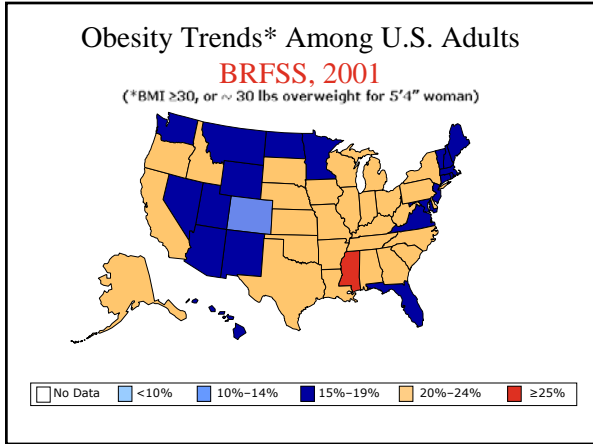 Obesity Trends* Among U.S. Adults
BRFSS, 2001
(*BMI ≥30, or ~ 30 lbs overweight for 5'4" woman)
No Data <10% 10%–14% 15%–19% 20%–24% ≥25%